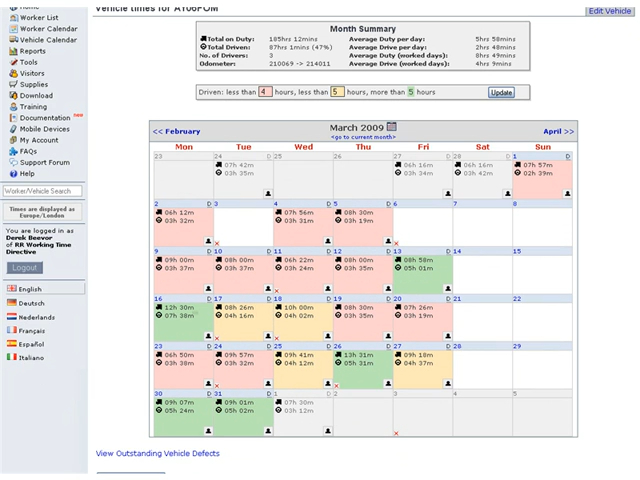 Home
Vehicle times for AY06POM
Edit Vehicle
Worker List
Worker Calendar
Vehicle Calendar
Reports
Tools
Visitors
Supplies
Download
Training
Documentation new
Mobile Devices
My Account
FAQs
Support Forum
Help
Worker/Vehicle Search
Times are displayed as
Europe/London
You are logged in as
Derek Beevor
of RR Working Time
Directive
Logout
English
Deutsch
Nederlands
Français
Español
Italiano
Month Summary
Total on Duty: 185hrs 12mins Average Duty per day: 5hrs 58mins
Total Driven: 87hrs 1mins (47%) Average Drive per day: 2hrs 48mins
No. of Drivers: 3 Average Duty (worked days): 8hrs 49mins
Odometer: 210069 -> 214011 Average Drive (worked days): 4hrs 9mins
Driven: less than 4 hours, less than 5 hours, more than 5 hours Update
<< February March 2009 April >>
<go to current month>
Mon Tue Wed Thu Fri Sat Sun
23 24 D 25 26 27 D 28 D 1 D
07h 42m 06h 16m 06h 16m 07h 57m
03h 35m 03h 34m 03h 42m 02h 39m
2 D 3 4 D 5 D 6 7 8
06h 12m 07h 56m 08h 30m
03h 32m 03h 31m 03h 19m
9 D 10 D 11 D 12 D 13 D 14 15
09h 00m 08h 00m 06h 22m 08h 00m 08h 58m
03h 37m 03h 37m 03h 24m 03h 35m 05h 01m
16 D 17 D 18 D 19 D 20 D 21 22
12h 30m 08h 26m 10h 00m 08h 30m 07h 26m
07h 38m 04h 16m 04h 02m 03h 35m 03h 19m
23 D 24 D 25 D 26 D 27 D 28 29
06h 50m 09h 57m 09h 41m 13h 31m 09h 18m
03h 38m 03h 32m 04h 12m 05h 31m 04h 37m
30 D 31 D 1 D 2 3 4 5
09h 07m 09h 01m 07h 30m
05h 24m 05h 02m 03h 12m
View Outstanding Vehicle Defects